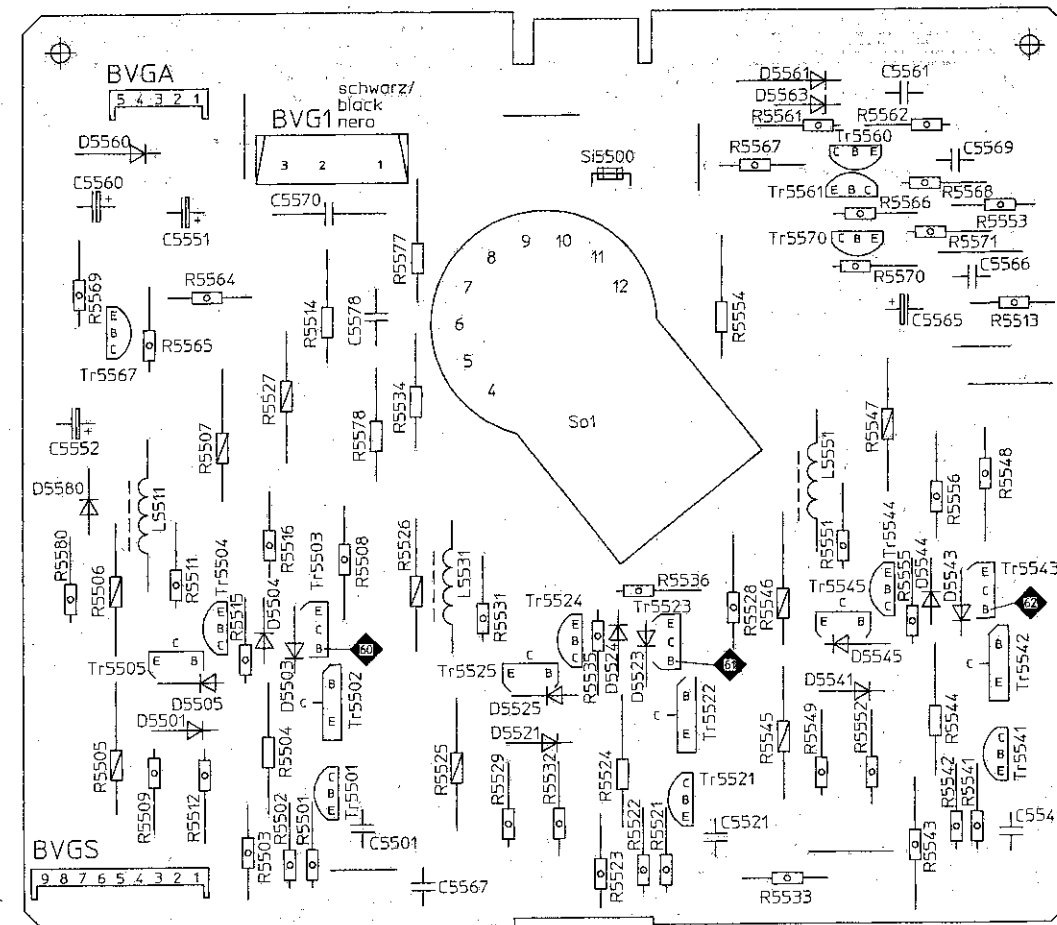 BVGA
5 4 3 2 1
schwarz/
black
nero
BVG1
3 2 1
D5560
C5560
C5551
C5570
Si5500
D5561
C5561
D5563
R5561
R5562
Tr5560
C B E
R5567
C5569
Tr5561
E B C
R5568
R5566
R5553
Tr5570
C B E
R5571
R5570
C5566
C5565
R5513
R5569
R5564
R5577
R5514
C5578
R5554
E
B
C
Tr5567
R5565
R5527
R5534
R5578
4 5 6 7 8 9 10 11 12
So1
R5547
C5552
R5507
L5551
R5556
R5548
D5580
L5511
R5551
Tr5544
R5580
R5506
R5511
Tr5504
R5516
Tr5503
R5508
R5526
L5531
R5531
R5536
R5528
R5546
R5555
D5544
D5543
Tr5543
E
C
B
62
R5515
D5504
E
C
B
60
E
B
C
Tr5524
E
B
C
Tr5523
E
C
B
61
Tr5545
C
E B
E
B
C
D5545
Tr5505
C
E B
D5505
D5503
Tr5502
B
C
E
Tr5525
C
E B
D5525
R5535
D5524
D5523
Tr5522
B
C
E
D5541
Tr5542
B
C
E
D5501
D5521
R5505
R5509
R5512
R5504
R5525
R5529
R5532
R5524
R5545
R5549
R5552
R5544
R5542
R5541
Tr5541
C
B
E
R5503
R5502
R5501
Tr5501
C
B
E
C5501
R5523
R5522
R5521
Tr5521
C
B
E
C5521
R5543
C554
BVGS
9 8 7 6 5 4 3 2 1
C5567
R5533